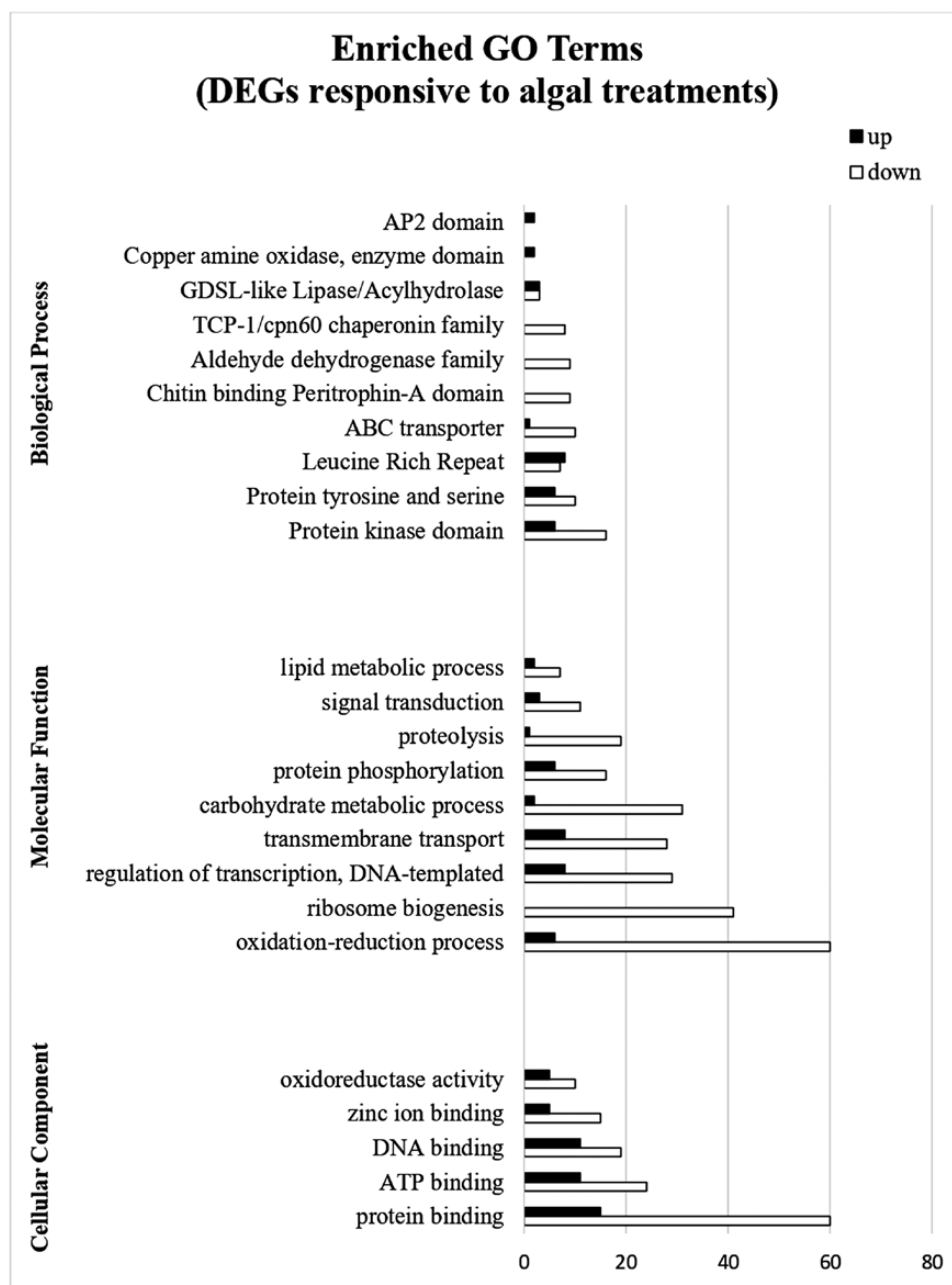 Enriched GO Terms
(DEGs responsive to algal treatments)
up
down
Biological Process
AP2 domain
Copper amine oxidase, enzyme domain
GDSL-like Lipase/Acylhydrolase
TCP-1/cpn60 chaperonin family
Aldehyde dehydrogenase family
Chitin binding Peritrophin-A domain
ABC transporter
Leucine Rich Repeat
Protein tyrosine and serine
Protein kinase domain
Molecular Function
lipid metabolic process
signal transduction
proteolysis
protein phosphorylation
carbohydrate metabolic process
transmembrane transport
regulation of transcription, DNA-templated
ribosome biogenesis
oxidation-reduction process
Cellular Component
oxidoreductase activity
zinc ion binding
DNA binding
ATP binding
protein binding
0 20 40 60 80